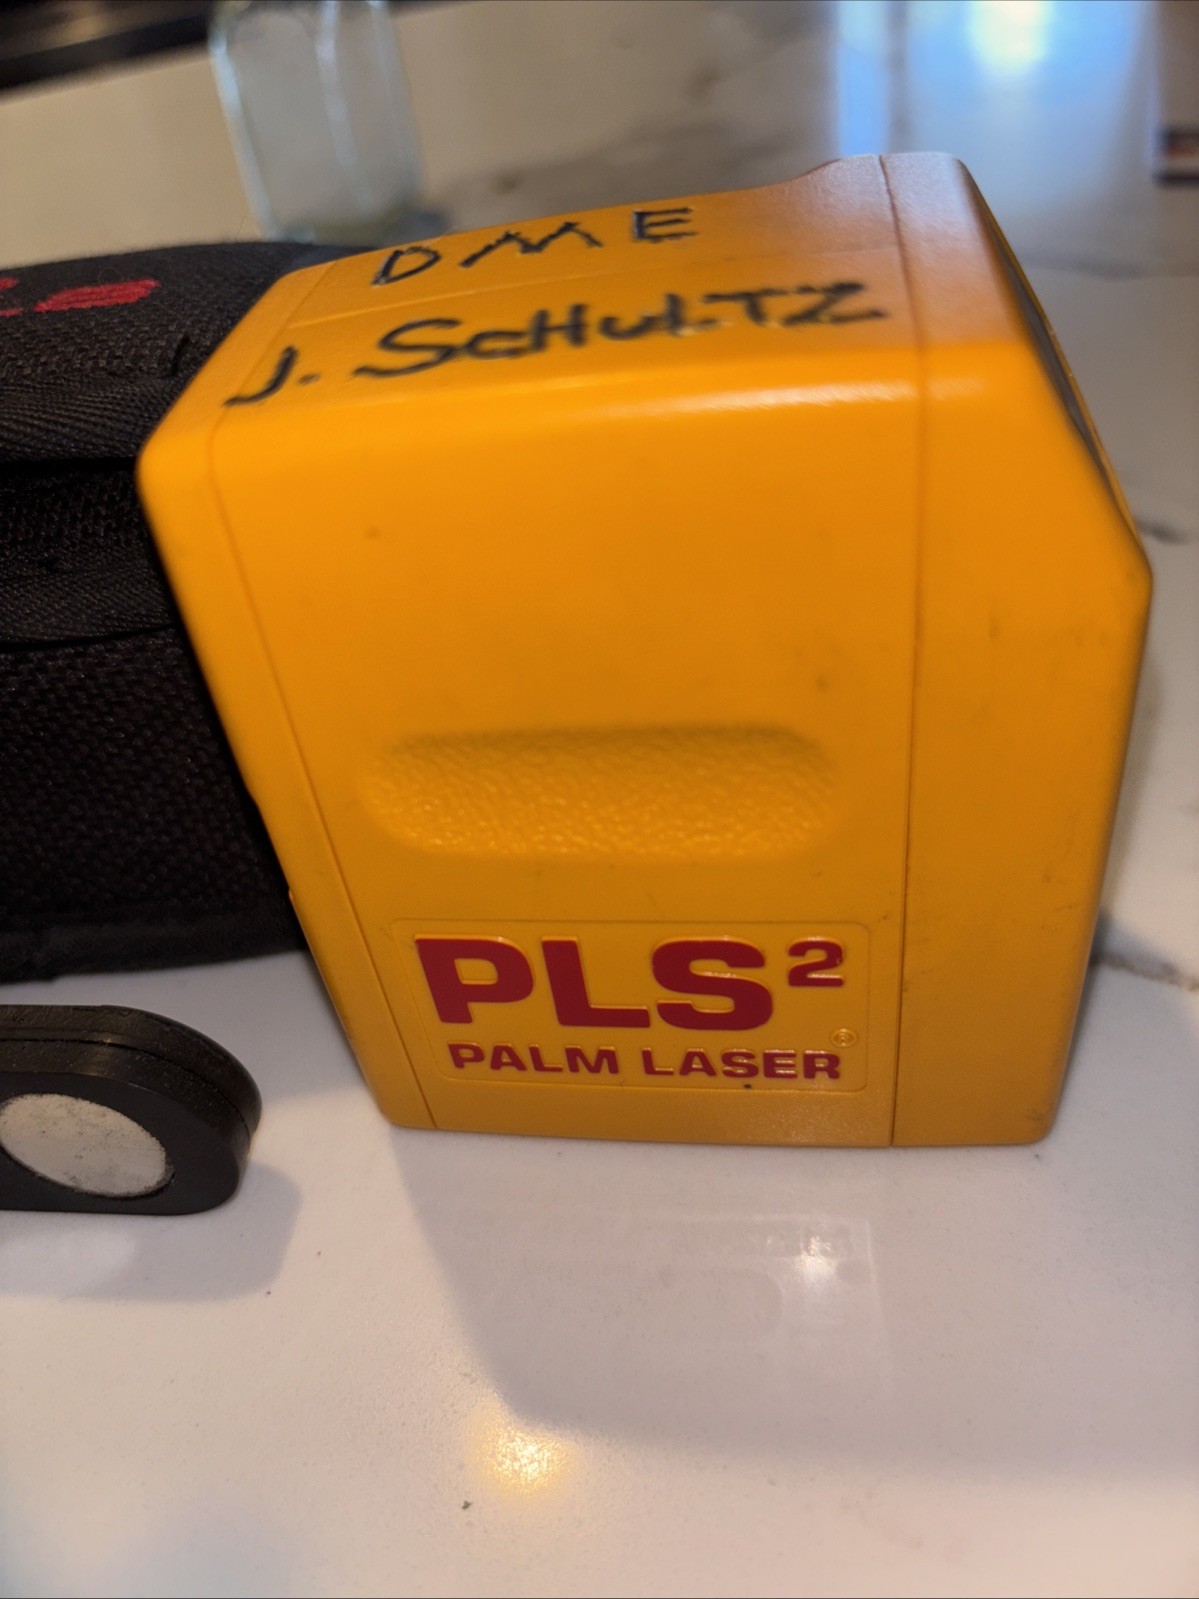 DME
J. SCHULTZ
PLS²
®
PALM LASER